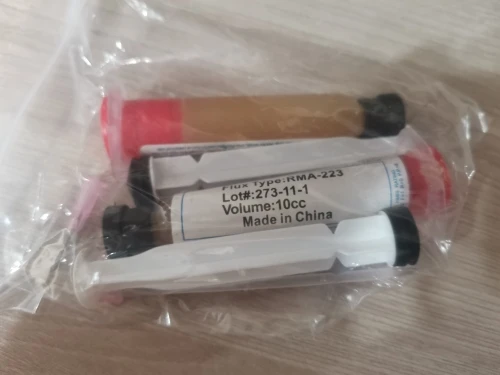 Flux Type:RMA-223
Lot#:273-11-1
Volume:10cc
Made in China